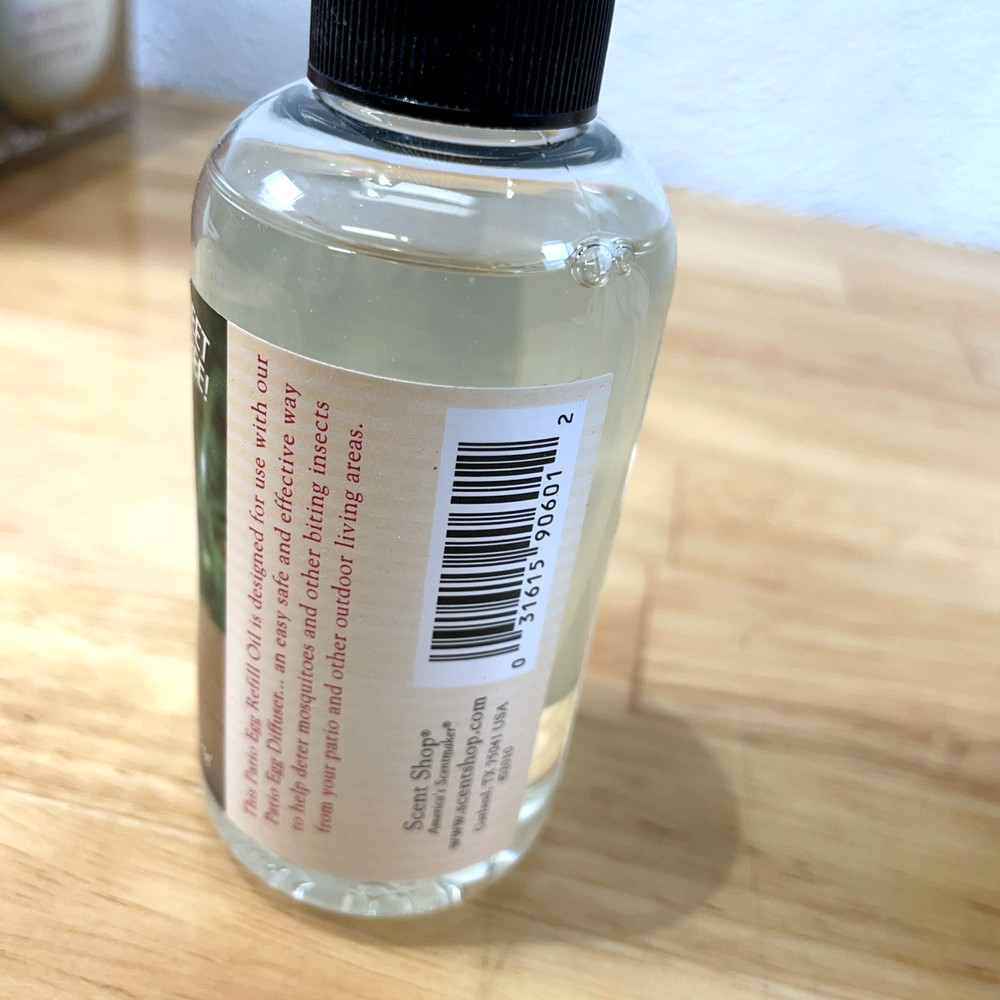 This Patio Egg Refill Oil is designed for use with our
Patio Egg Diffuser... an easy safe and effective way
to help deter mosquitoes and other biting insects
from your patio and other outdoor living areas.
0 31615 90601 2
Scent Shop®
America's Scentmaker®
www.scentshop.com
Garland, TX 75041 USA
©2010